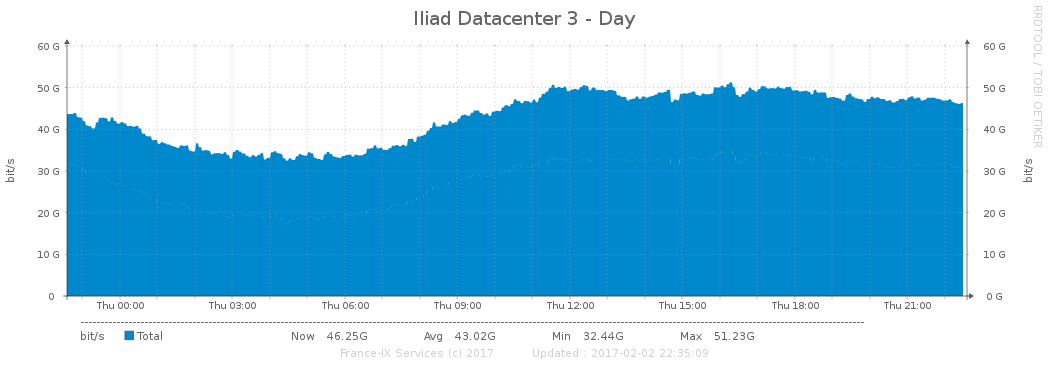 Iliad Datacenter 3 - Day
RRDTOOL / TOBI OETIKER
bit/s
60 G
50 G
40 G
30 G
20 G
10 G
0
60 G
50 G
40 G
30 G
20 G
10 G
0 G
bit/s
Thu 00:00 Thu 03:00 Thu 06:00 Thu 09:00 Thu 12:00 Thu 15:00 Thu 18:00 Thu 21:00
bit/s Total Now 46.25G Avg 43.02G Min 32.44G Max 51.23G
France-IX Services (c) 2017 Updated : 2017-02-02 22:35:09